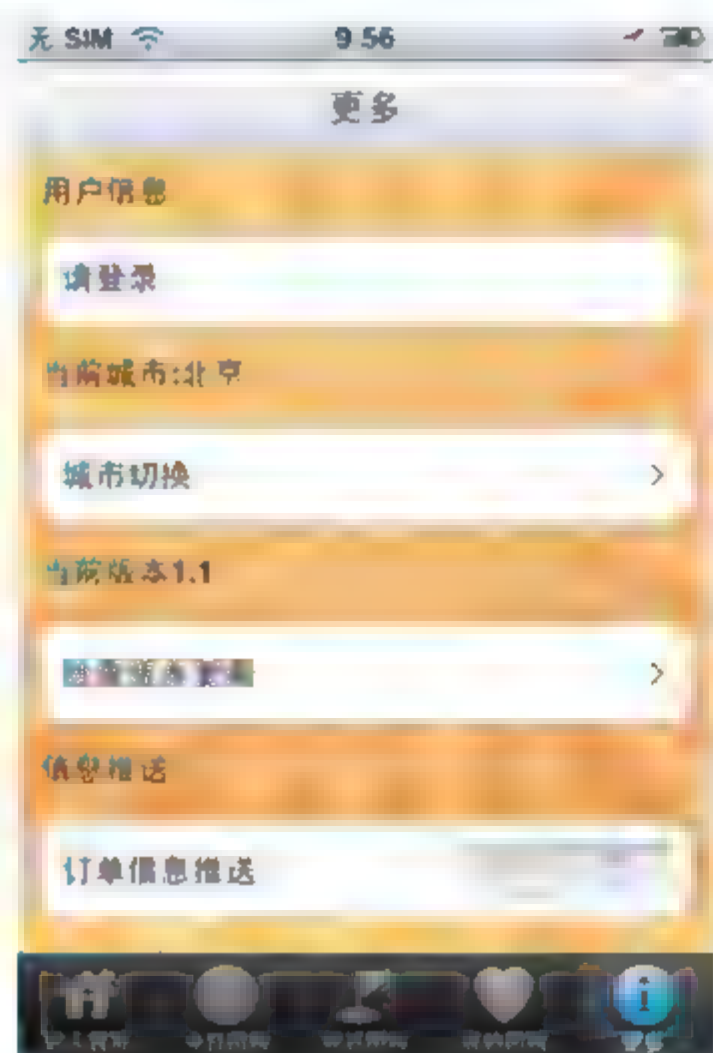 无 SIM 9:56
更多
用户信息
请登录
当前城市:北京
城市切换
当前版本1.1
信息推送
订单信息推送